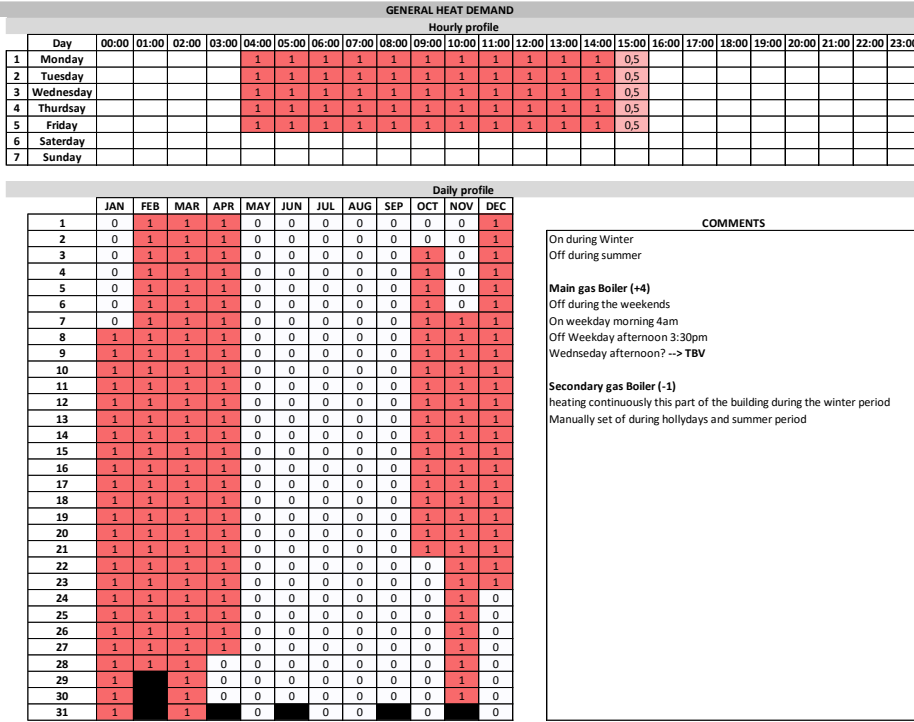 GENERAL HEAT DEMAND
Hourly profile
Day 00:00 01:00 02:00 03:00 04:00 05:00 06:00 07:00 08:00 09:00 10:00 11:00 12:00 13:00 14:00 15:00 16:00 17:00 18:00 19:00 20:00 21:00 22:00 23:00
1 Monday 1 1 1 1 1 1 1 1 1 1 1 0,5
2 Tuesday 1 1 1 1 1 1 1 1 1 1 1 0,5
3 Wednesday 1 1 1 1 1 1 1 1 1 1 1 0,5
4 Thurdsay 1 1 1 1 1 1 1 1 1 1 1 0,5
5 Friday 1 1 1 1 1 1 1 1 1 1 1 0,5
6 Saterday
7 Sunday
Daily profile
JAN FEB MAR APR MAY JUN JUL AUG SEP OCT NOV DEC
1 0 1 1 1 0 0 0 0 0 0 0 1
2 0 1 1 1 0 0 0 0 0 0 0 1
3 0 1 1 1 0 0 0 0 0 1 0 1
4 0 1 1 1 0 0 0 0 0 1 0 1
5 0 1 1 1 0 0 0 0 0 1 0 1
6 0 1 1 1 0 0 0 0 0 1 0 1
7 0 1 1 1 0 0 0 0 0 1 1 1
8 1 1 1 1 0 0 0 0 0 1 1 1
9 1 1 1 1 0 0 0 0 0 1 1 1
10 1 1 1 1 0 0 0 0 0 1 1 1
11 1 1 1 1 0 0 0 0 0 1 1 1
12 1 1 1 1 0 0 0 0 0 1 1 1
13 1 1 1 1 0 0 0 0 0 1 1 1
14 1 1 1 1 0 0 0 0 0 1 1 1
15 1 1 1 1 0 0 0 0 0 1 1 1
16 1 1 1 1 0 0 0 0 0 1 1 1
17 1 1 1 1 0 0 0 0 0 1 1 1
18 1 1 1 1 0 0 0 0 0 1 1 1
19 1 1 1 1 0 0 0 0 0 1 1 1
20 1 1 1 1 0 0 0 0 0 1 1 1
21 1 1 1 1 0 0 0 0 0 1 1 1
22 1 1 1 1 0 0 0 0 0 0 1 1
23 1 1 1 1 0 0 0 0 0 0 1 1
24 1 1 1 1 0 0 0 0 0 0 1 0
25 1 1 1 1 0 0 0 0 0 0 1 0
26 1 1 1 1 0 0 0 0 0 0 1 0
27 1 1 1 1 0 0 0 0 0 0 1 0
28 1 1 1 0 0 0 0 0 0 0 1 0
29 1 1 0 0 0 0 0 0 0 1 0
30 1 1 0 0 0 0 0 0 0 1 0
31 1 1 0 0 0 0 0
COMMENTS
On during Winter
Off during summer
Main gas Boiler (+4)
Off during the weekends
On weekday morning 4am
Off Weekday afternoon 3:30pm
Wednseday afternoon? --> TBV
Secondary gas Boiler (-1)
heating continuously this part of the building during the winter period
Manually set of during hollydays and summer period